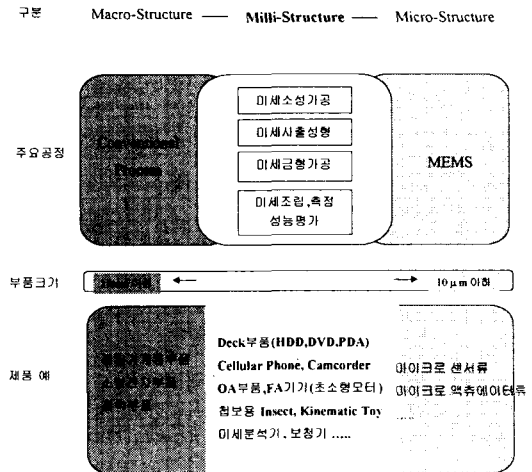 구분 Macro-Structure — Milli-Structure — Micro-Structure
미세소성가공
미세사출성형
주요공정
Conventional
Process
미세금형가공
MEMS
미세조립,측정
성능평가
부품크기
10μm 이하
Deck부품(HDD,DVD,PDA)
Cellular Phone, Camcorder
마이크로 센서류
제품 예
OA부품,FA기기(초소형모터)
마이크로 액츄에이터류
첩보용 Insect, Kinematic Toy
미세분석기, 보청기 .....
.....